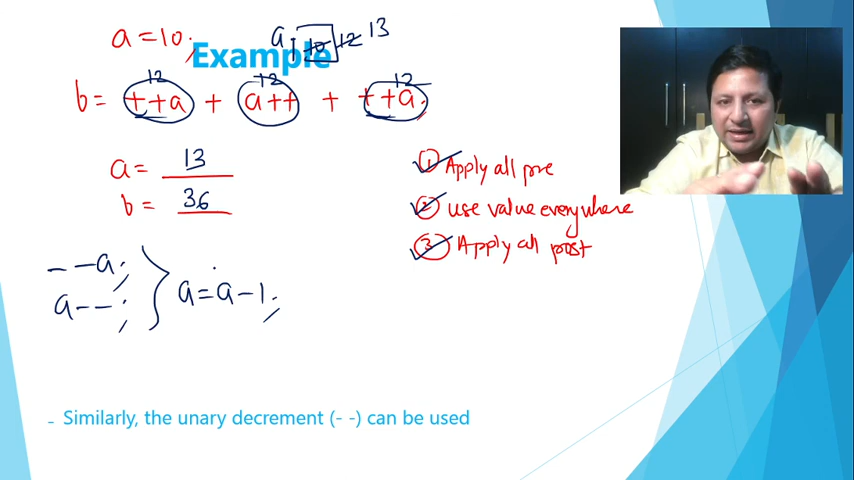 a = 10;
Example
a 10 12 13
12 12 12
b = ++a + a++ + ++a;
a = 13
b = 36
① Apply all pre
② use value everywhere
③ Apply all post
--a;
a--;
a = a - 1;
- Similarly, the unary decrement (- -) can be used